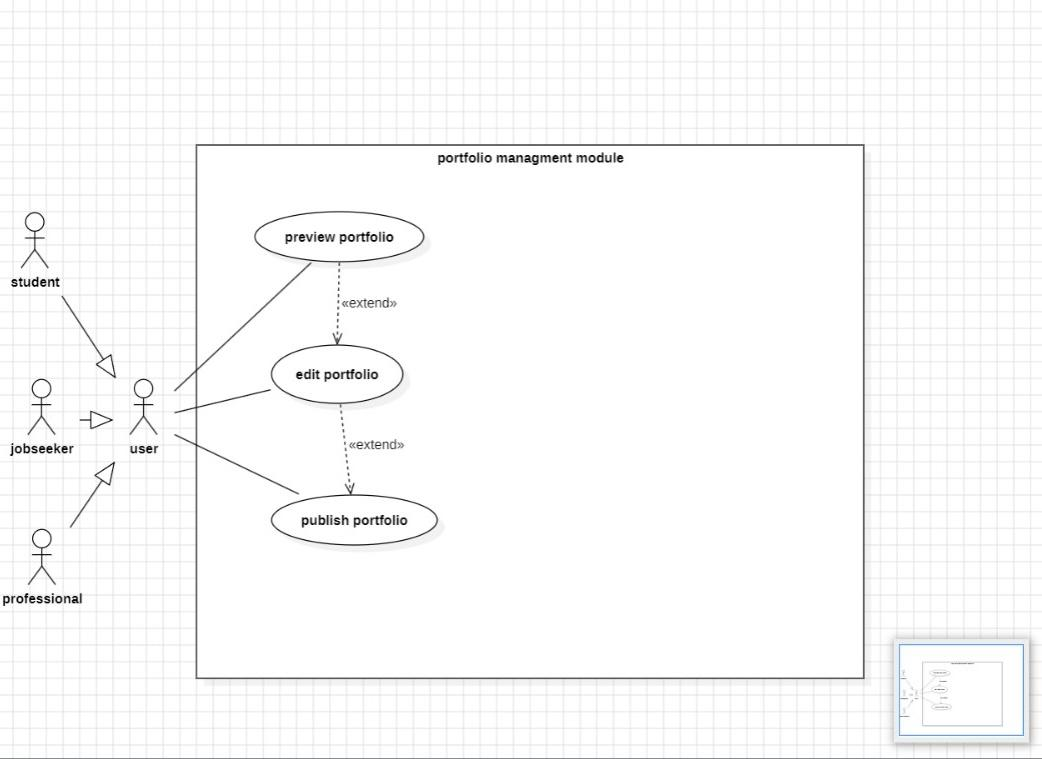 portfolio managment module
preview portfolio
student
«extend»
edit portfolio
jobseeker
user
«extend»
publish portfolio
professional